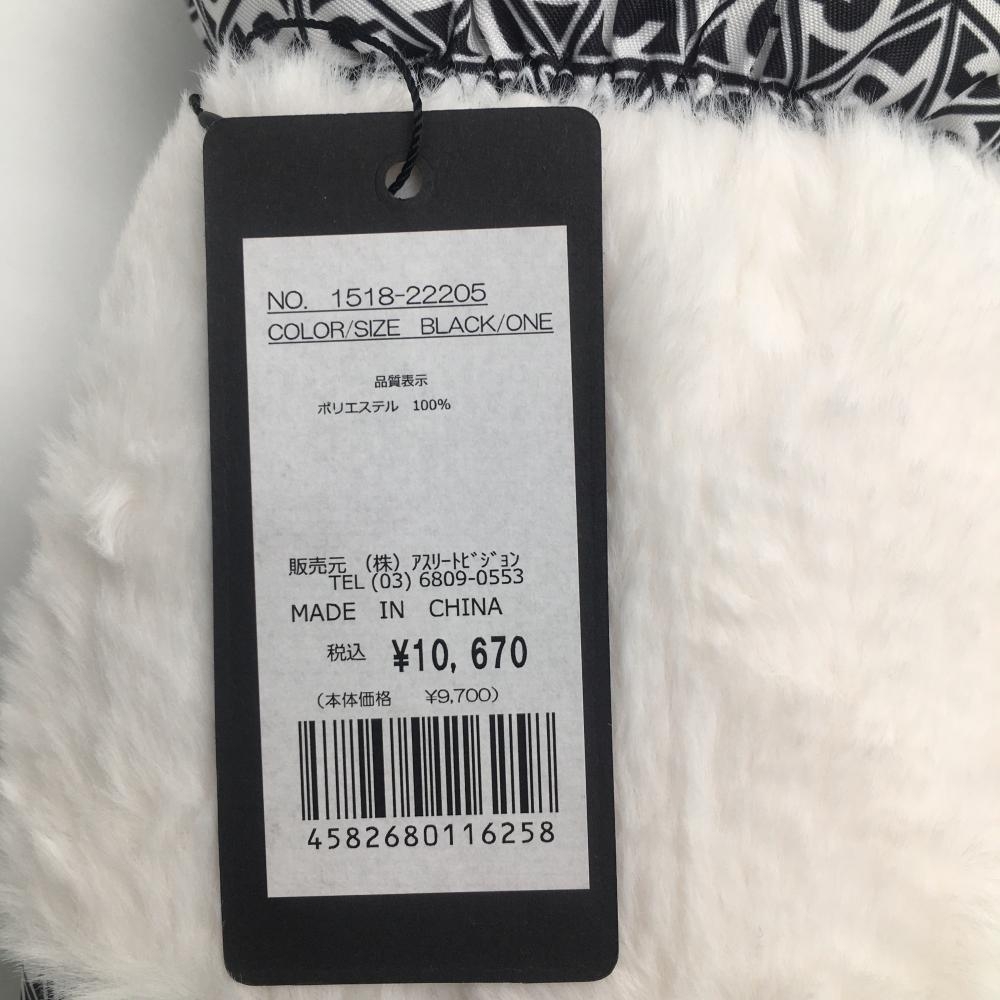 NO. 1518-22205
COLOR/SIZE BLACK/ONE
品質表示
ポリエステル 100%
販売元 (株) ｱｽﾘｰﾄﾋﾞｼﾞｮﾝ
TEL (03) 6809-0553
MADE IN CHINA
税込 ¥10,670
(本体価格 ¥9,700)
4582680116258